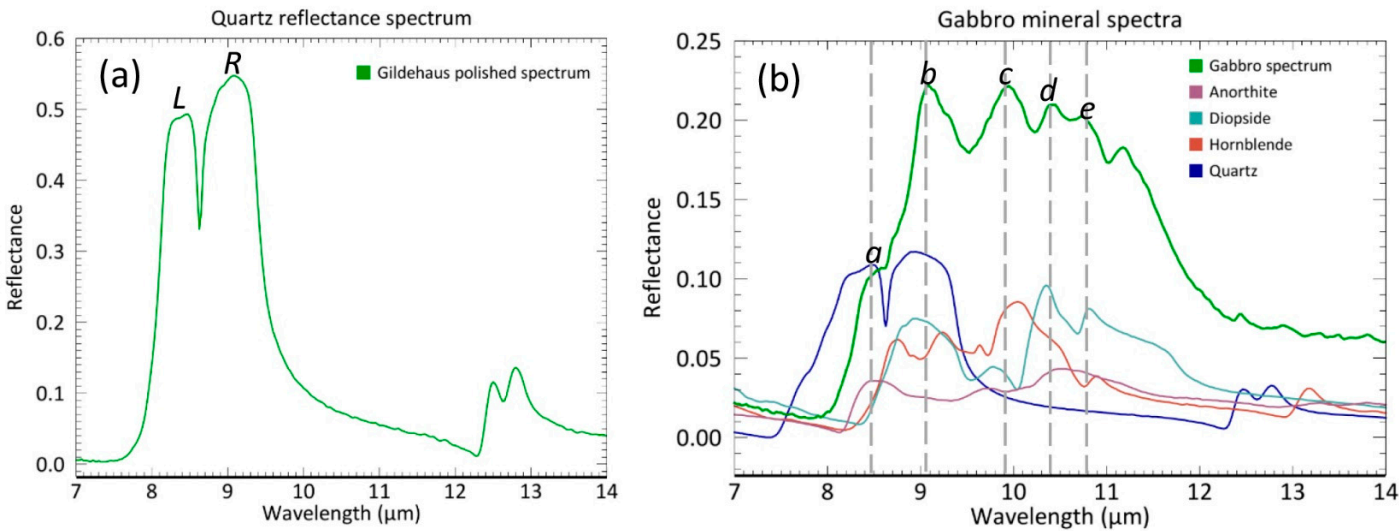 Quartz reflectance spectrum
(a)
L
R
Gildehaus polished spectrum
Reflectance
0.6
0.5
0.4
0.3
0.2
0.1
0.0
7 8 9 10 11 12 13 14
Wavelength (μm)
Gabbro mineral spectra
(b)
a
b
c
d
e
Gabbro spectrum
Anorthite
Diopside
Hornblende
Quartz
Reflectance
0.25
0.20
0.15
0.10
0.05
0.00
7 8 9 10 11 12 13 14
Wavelength (μm)